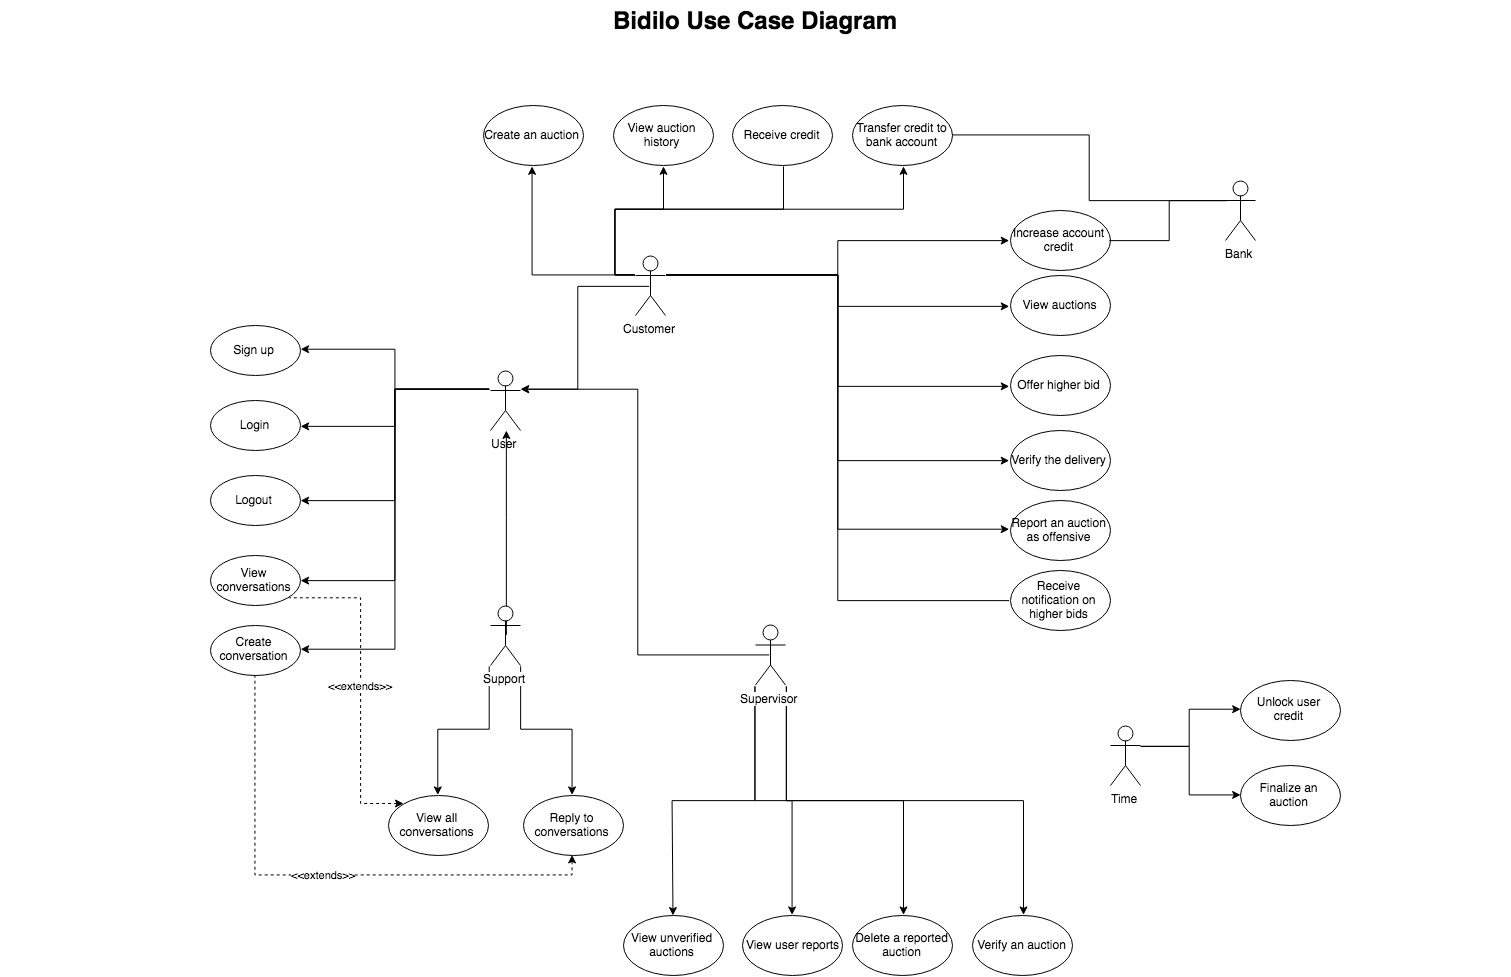 Bidilo Use Case Diagram
Create an auction
View auction
history
Receive credit
Transfer credit to
bank account
Bank
Increase account
credit
Customer
View auctions
Sign up
Offer higher bid
Login
User
Verify the delivery
Logout
Report an auction
as offensive
View
conversations
Receive
notification on
higher bids
Create
conversation
<<extends>>
Support
Supervisor
Unlock user
credit
Time
Finalize an
auction
View all
conversations
Reply to
conversations
<<extends>>
View unverified
auctions
View user reports
Delete a reported
auction
Verify an auction